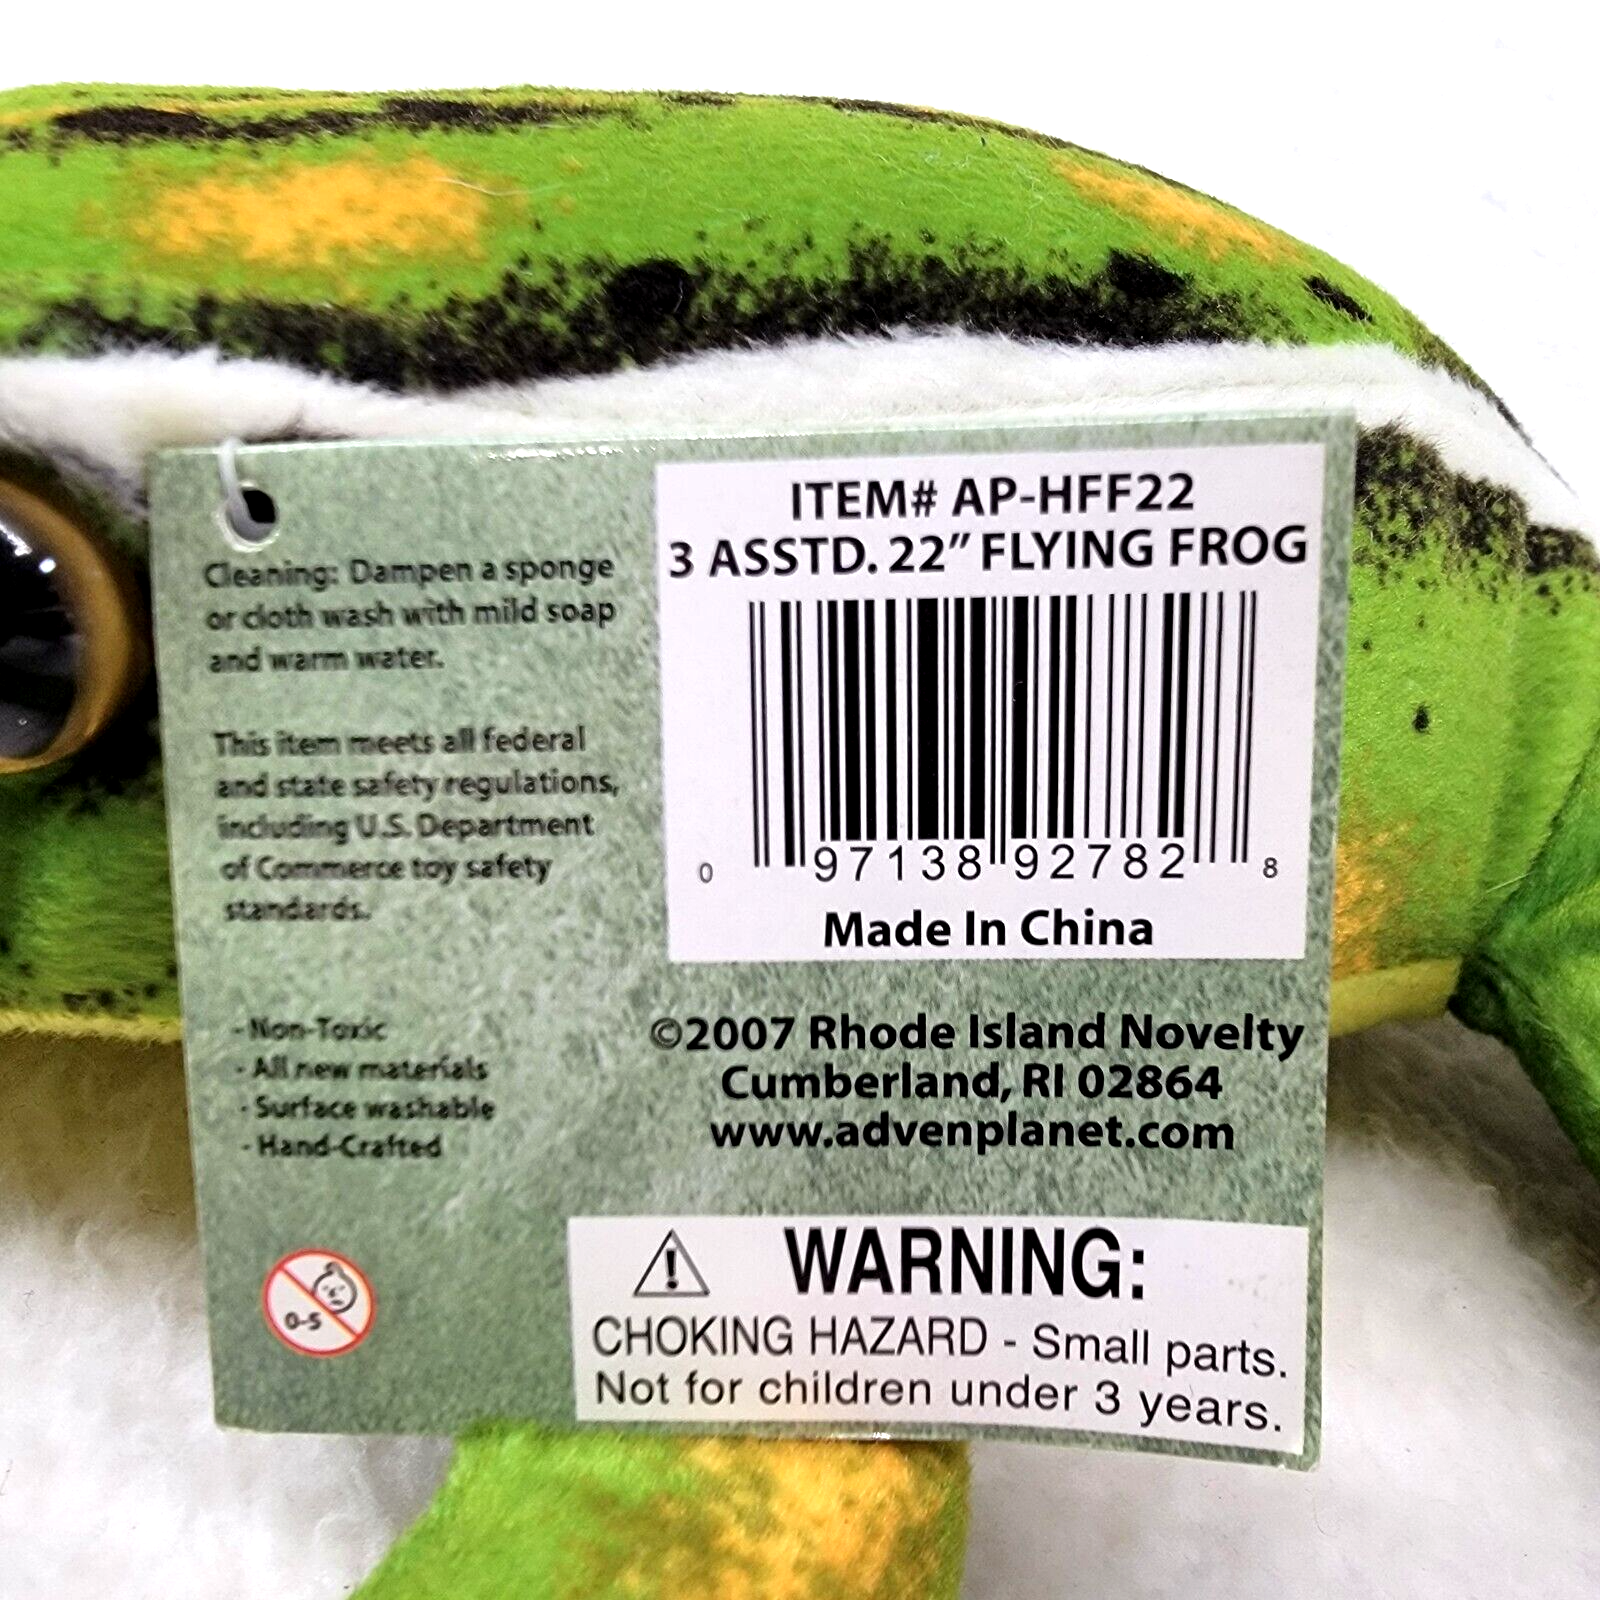 Cleaning: Dampen a sponge
or cloth wash with mild soap
and warm water.
This item meets all federal
and state safety regulations,
including U.S. Department
of Commerce toy safety
standards.
- Non-Toxic
- All new materials
- Surface washable
- Hand-Crafted
0-5
ITEM# AP-HFF22
3 ASSTD. 22" FLYING FROG
0 97138 92782 8
Made In China
©2007 Rhode Island Novelty
Cumberland, RI 02864
www.advenplanet.com
WARNING:
CHOKING HAZARD - Small parts.
Not for children under 3 years.